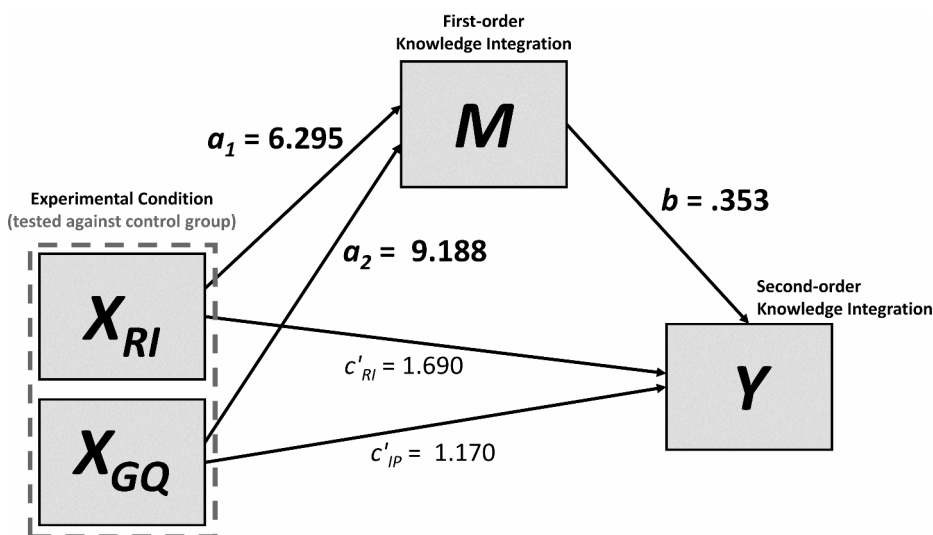 First-order
Knowledge Integration
M
a1 = 6.295
Experimental Condition
(tested against control group)
a2 = 9.188
b = .353
Second-order
Knowledge Integration
XRI
c'RI = 1.690
Y
XGQ
c'IP = 1.170